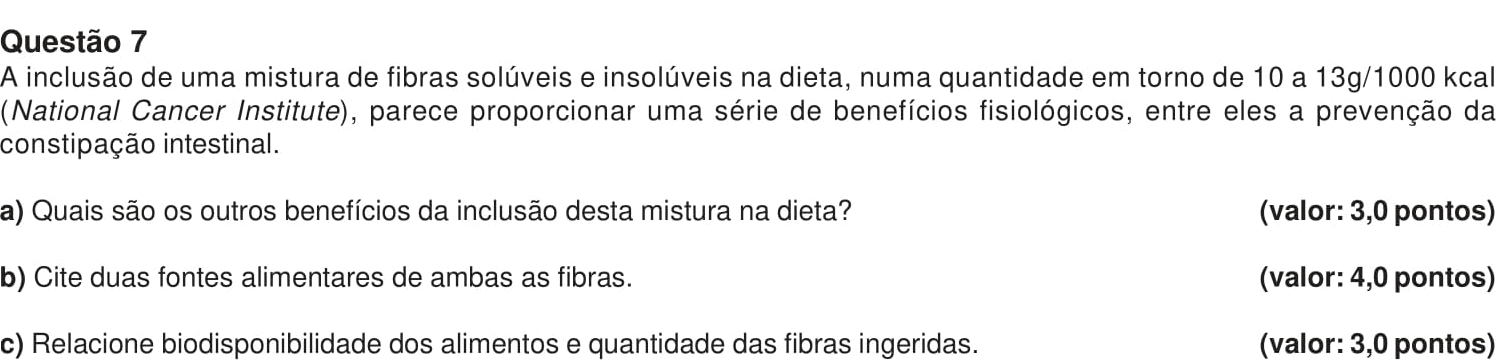 Questão 7
A inclusão de uma mistura de fibras solúveis e insolúveis na dieta, numa quantidade em torno de 10 a 13g/1000 kcal
(National Cancer Institute), parece proporcionar uma série de benefícios fisiológicos, entre eles a prevenção da
constipação intestinal.
a) Quais são os outros benefícios da inclusão desta mistura na dieta? (valor: 3,0 pontos)
b) Cite duas fontes alimentares de ambas as fibras. (valor: 4,0 pontos)
c) Relacione biodisponibilidade dos alimentos e quantidade das fibras ingeridas. (valor: 3,0 pontos)